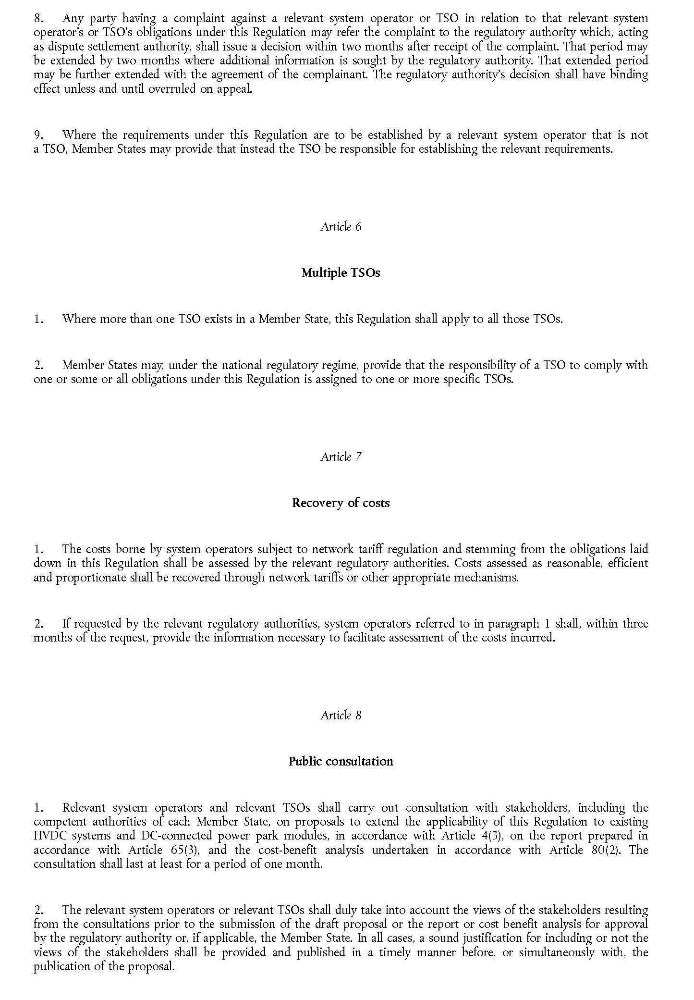 8. Any party having a complaint against a relevant system operator or TSO in relation to that relevant system
operator's or TSO's obligations under this Regulation may refer the complaint to the regulatory authority which, acting
as dispute settlement authority, shall issue a decision within two months after receipt of the complaint. That period may
be extended by two months where additional information is sought by the regulatory authority. That extended period
may be further extended with the agreement of the complainant. The regulatory authority's decision shall have binding
effect unless and until overruled on appeal.
9. Where the requirements under this Regulation are to be established by a relevant system operator that is not
a TSO, Member States may provide that instead the TSO be responsible for establishing the relevant requirements.
Article 6
Multiple TSOs
1. Where more than one TSO exists in a Member State, this Regulation shall apply to all those TSOs.
2. Member States may, under the national regulatory regime, provide that the responsibility of a TSO to comply with
one or some or all obligations under this Regulation is assigned to one or more specific TSOs.
Article 7
Recovery of costs
1. The costs borne by system operators subject to network tariff regulation and stemming from the obligations laid
down in this Regulation shall be assessed by the relevant regulatory authorities. Costs assessed as reasonable, efficient
and proportionate shall be recovered through network tariffs or other appropriate mechanisms.
2. If requested by the relevant regulatory authorities, system operators referred to in paragraph 1 shall, within three
months of the request, provide the information necessary to facilitate assessment of the costs incurred.
Article 8
Public consultation
1. Relevant system operators and relevant TSOs shall carry out consultation with stakeholders, including the
competent authorities of each Member State, on proposals to extend the applicability of this Regulation to existing
HVDC systems and DC-connected power park modules, in accordance with Article 4(3), on the report prepared in
accordance with Article 65(3), and the cost-benefit analysis undertaken in accordance with Article 80(2). The
consultation shall last at least for a period of one month.
2. The relevant system operators or relevant TSOs shall duly take into account the views of the stakeholders resulting
from the consultations prior to the submission of the draft proposal or the report or cost benefit analysis for approval
by the regulatory authority or, if applicable, the Member State. In all cases, a sound justification for including or not the
views of the stakeholders shall be provided and published in a timely manner before, or simultaneously with, the
publication of the proposal.